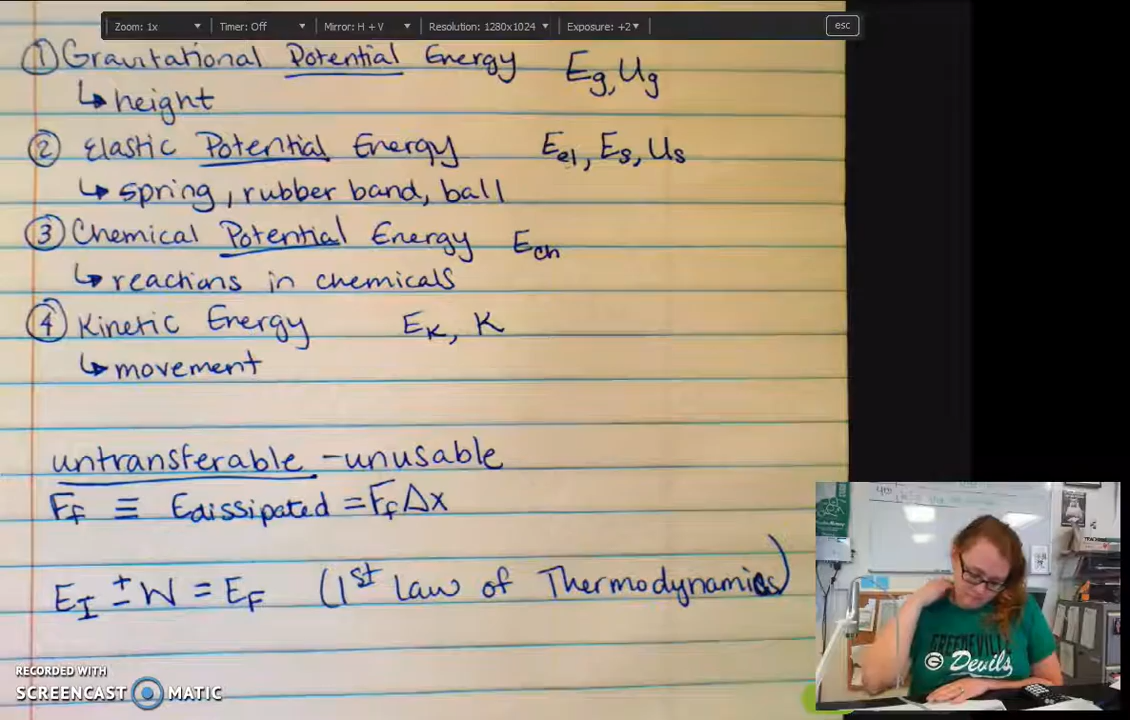 Zoom: 1x Timer: Off Mirror: H + V Resolution: 1280x1024 Exposure: +2 esc
① Gravitational Potential Energy Eg, Ug
↳ height
② Elastic Potential Energy Eel, Es, Us
↳ spring, rubber band, ball
③ Chemical Potential Energy Ech
↳ reactions in chemicals
④ Kinetic Energy EK, K
↳ movement
untransferable - unusable
Ff ≡ Edissipated = FfΔx
EI ± W = EF (1st law of Thermodynamics)
RECORDED WITH
SCREENCAST MATIC
GREENEVILLE
G Devils